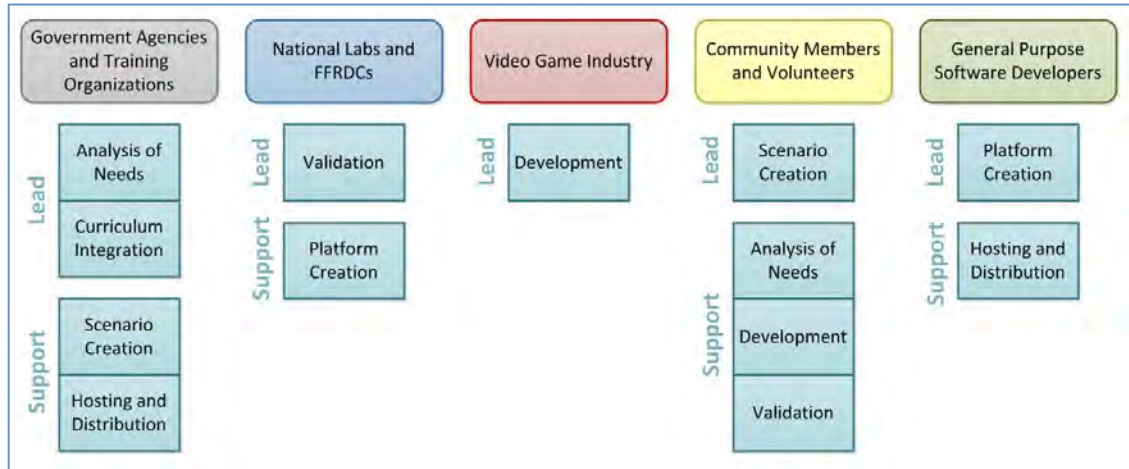 Government Agencies
and Training
Organizations
National Labs and
FFRDCs
Video Game Industry
Community Members
and Volunteers
General Purpose
Software Developers
Lead
Analysis of
Needs
Curriculum
Integration
Support
Scenario
Creation
Hosting and
Distribution
Lead
Validation
Support
Platform
Creation
Lead
Development
Lead
Scenario
Creation
Support
Analysis of
Needs
Development
Validation
Lead
Platform
Creation
Support
Hosting and
Distribution